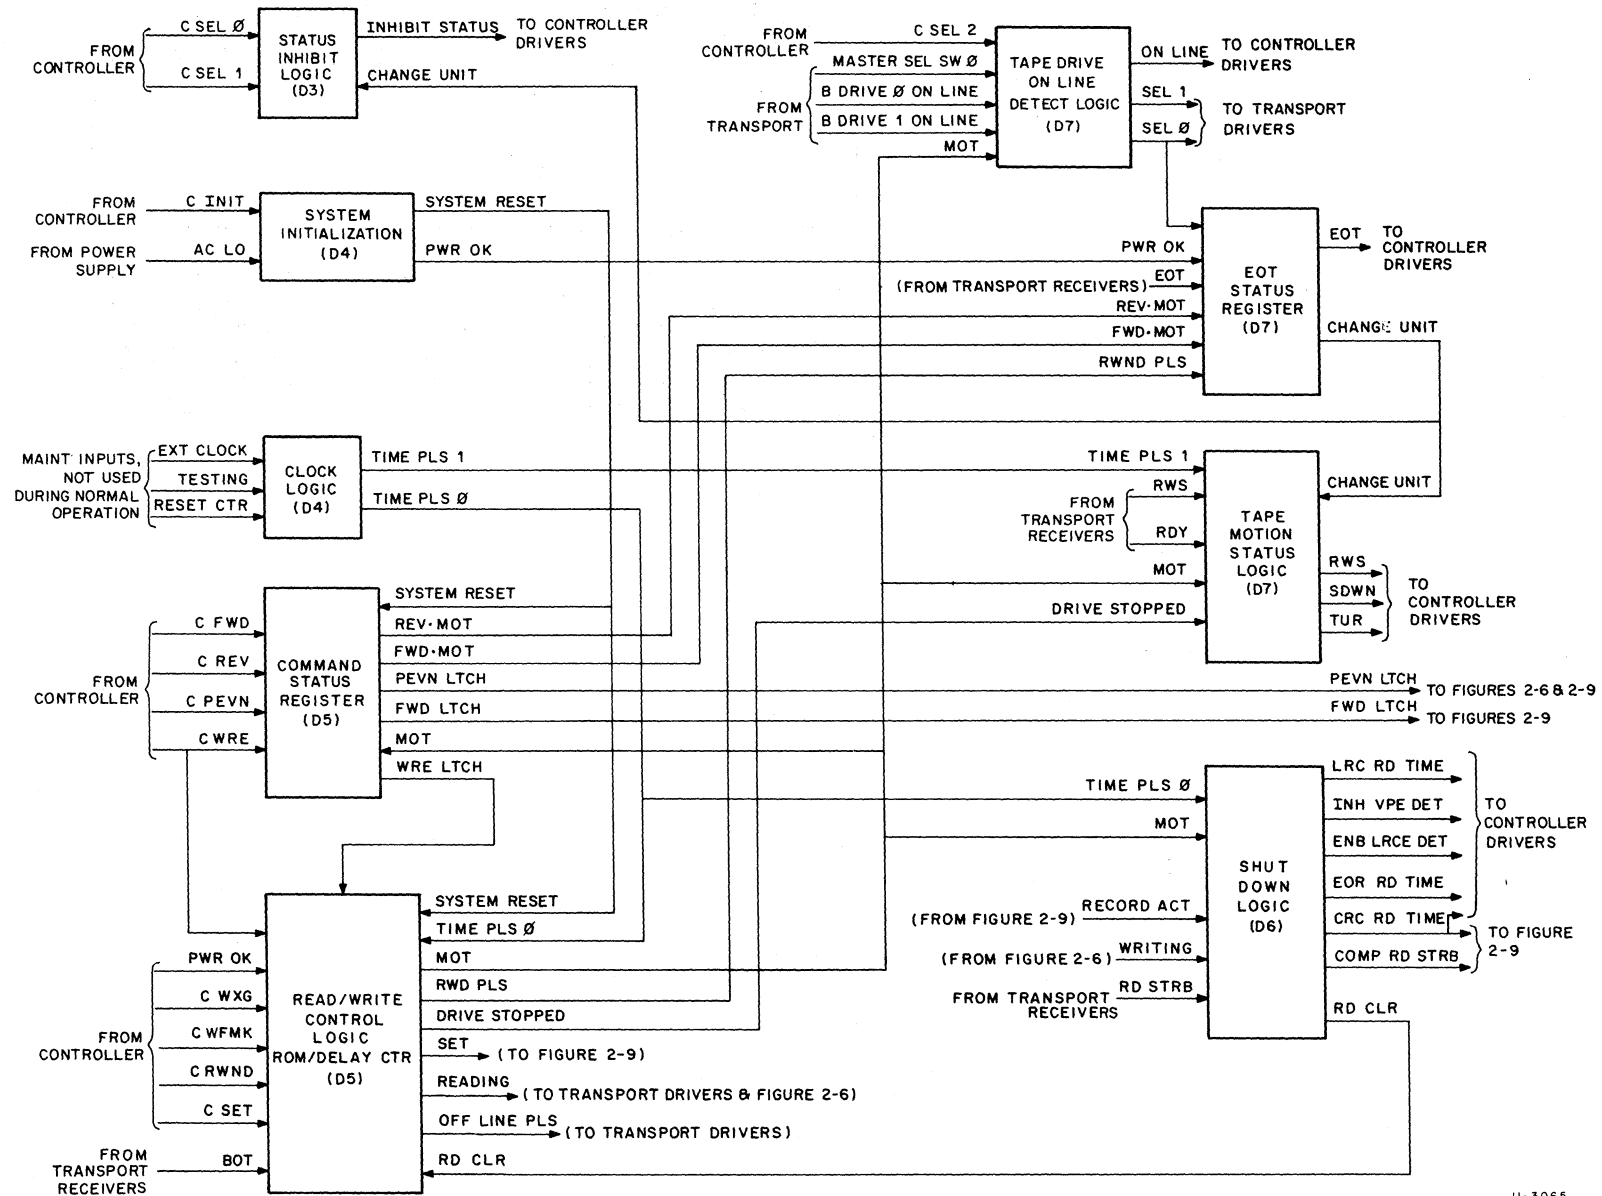 FROM
CONTROLLER
C SEL Ø
C SEL 1
STATUS
INHIBIT
LOGIC
(D3)
INHIBIT STATUS
TO CONTROLLER
DRIVERS
CHANGE UNIT
FROM
CONTROLLER
C SEL 2
FROM
TRANSPORT
MASTER SEL SW Ø
B DRIVE Ø ON LINE
B DRIVE 1 ON LINE
MOT
TAPE DRIVE
ON LINE
DETECT LOGIC
(D7)
ON LINE
TO CONTROLLER
DRIVERS
SEL 1
SEL Ø
TO TRANSPORT
DRIVERS
FROM
CONTROLLER
C INIT
FROM POWER
SUPPLY
AC LO
SYSTEM
INITIALIZATION
(D4)
SYSTEM RESET
PWR OK
PWR OK
(FROM TRANSPORT RECEIVERS)
EOT
REV·MOT
FWD·MOT
RWND PLS
EOT
STATUS
REGISTER
(D7)
EOT
TO
CONTROLLER
DRIVERS
CHANGE UNIT
MAINT INPUTS,
NOT USED
DURING NORMAL
OPERATION
EXT CLOCK
TESTING
RESET CTR
CLOCK
LOGIC
(D4)
TIME PLS 1
TIME PLS Ø
TIME PLS 1
FROM
TRANSPORT
RECEIVERS
RWS
RDY
MOT
DRIVE STOPPED
TAPE
MOTION
STATUS
LOGIC
(D7)
CHANGE UNIT
RWS
SDWN
TUR
TO
CONTROLLER
DRIVERS
FROM
CONTROLLER
C FWD
C REV
C PEVN
C WRE
COMMAND
STATUS
REGISTER
(D5)
SYSTEM RESET
REV·MOT
FWD·MOT
PEVN LTCH
FWD LTCH
MOT
WRE LTCH
PEVN LTCH
TO FIGURES 2-6 & 2-9
FWD LTCH
TO FIGURES 2-9
TIME PLS Ø
MOT
(FROM FIGURE 2-9)
RECORD ACT
(FROM FIGURE 2-6)
WRITING
FROM TRANSPORT
RECEIVERS
RD STRB
SHUT
DOWN
LOGIC
(D6)
LRC RD TIME
INH VPE DET
ENB LRCE DET
EOR RD TIME
CRC RD TIME
COMP RD STRB
RD CLR
TO
CONTROLLER
DRIVERS
TO FIGURE
2-9
FROM
CONTROLLER
PWR OK
C WXG
C WFMK
C RWND
C SET
FROM
TRANSPORT
RECEIVERS
BOT
READ/WRITE
CONTROL
LOGIC
ROM/DELAY CTR
(D5)
SYSTEM RESET
TIME PLS Ø
MOT
RWD PLS
DRIVE STOPPED
SET
(TO FIGURE 2-9)
READING
(TO TRANSPORT DRIVERS & FIGURE 2-6)
OFF LINE PLS
(TO TRANSPORT DRIVERS)
RD CLR
11-3065